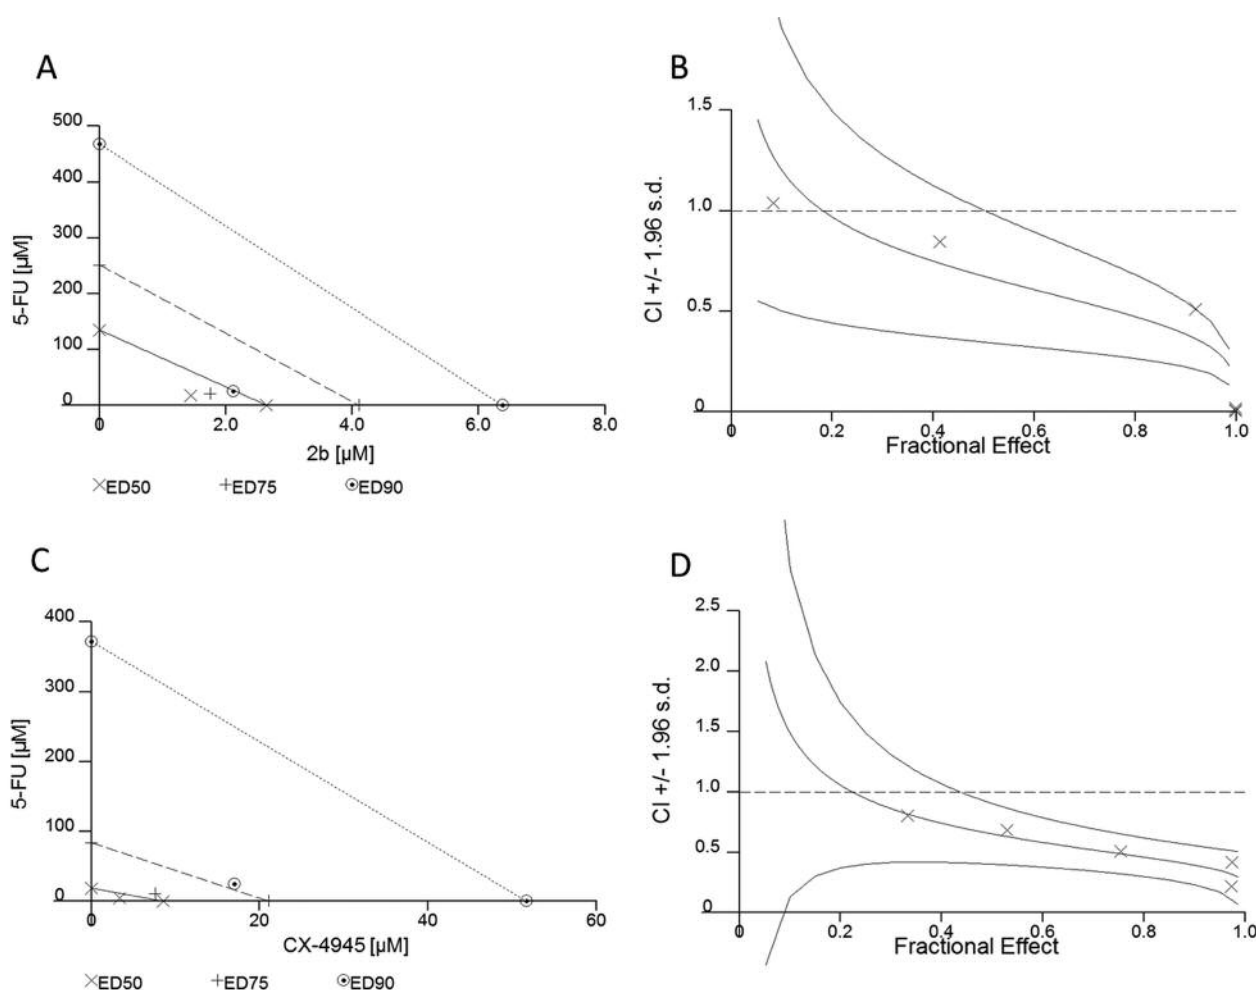 A
500
400
300
200
100
0
5-FU [µM]
0 2.0 4.0 6.0 8.0
2b [µM]
×ED50 +ED75 ED90
B
1.5
1.0
0.5
0
CI +/- 1.96 s.d.
0 0.2 0.4 0.6 0.8 1.0
Fractional Effect
C
400
300
200
100
0
5-FU [µM]
0 20 40 60
CX-4945 [µM]
×ED50 +ED75 ED90
D
2.5
2.0
1.5
1.0
0.5
0
CI +/- 1.96 s.d.
0 0.2 0.4 0.6 0.8 1.0
Fractional Effect